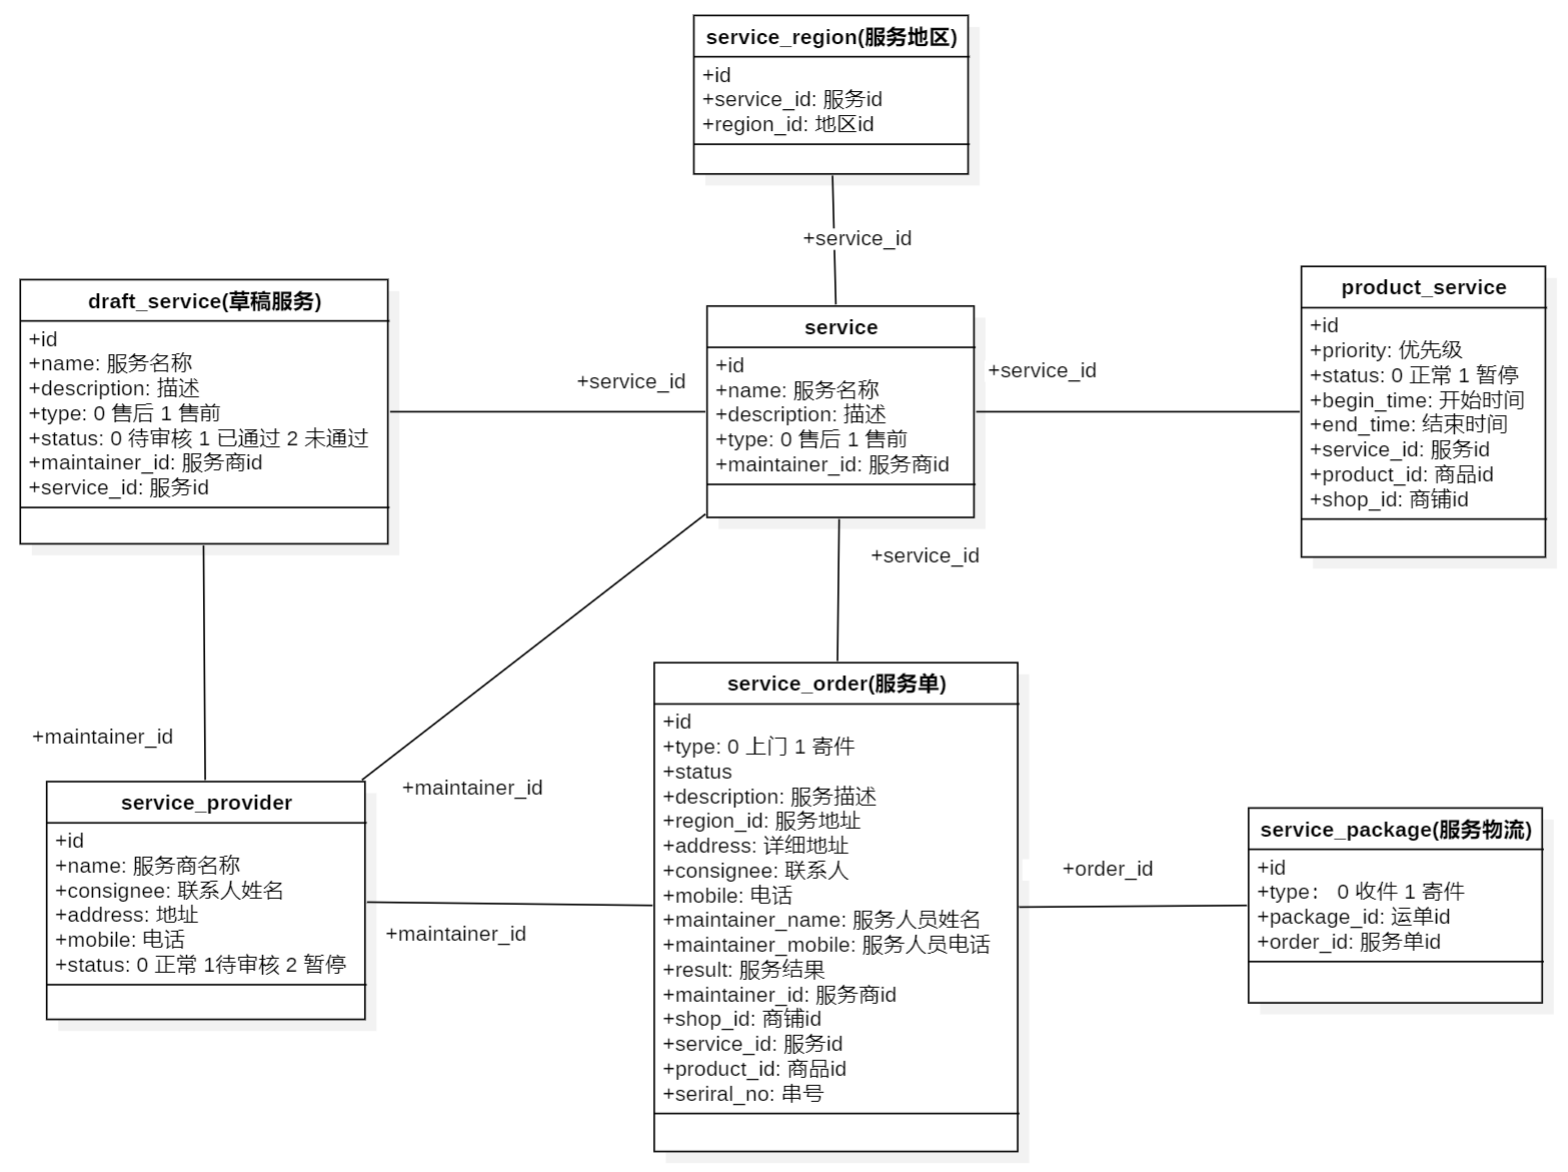 service_region(服务地区)
+id
+service_id: 服务id
+region_id: 地区id
+service_id
draft_service(草稿服务)
+id
+name: 服务名称
+description: 描述
+type: 0 售后 1 售前
+status: 0 待审核 1 已通过 2 未通过
+maintainer_id: 服务商id
+service_id: 服务id
+service_id
service
+id
+name: 服务名称
+description: 描述
+type: 0 售后 1 售前
+maintainer_id: 服务商id
+service_id
product_service
+id
+priority: 优先级
+status: 0 正常 1 暂停
+begin_time: 开始时间
+end_time: 结束时间
+service_id: 服务id
+product_id: 商品id
+shop_id: 商铺id
+service_id
+maintainer_id
+maintainer_id
service_provider
+id
+name: 服务商名称
+consignee: 联系人姓名
+address: 地址
+mobile: 电话
+status: 0 正常 1待审核 2 暂停
+maintainer_id
service_order(服务单)
+id
+type: 0 上门 1 寄件
+status
+description: 服务描述
+region_id: 服务地址
+address: 详细地址
+consignee: 联系人
+mobile: 电话
+maintainer_name: 服务人员姓名
+maintainer_mobile: 服务人员电话
+result: 服务结果
+maintainer_id: 服务商id
+shop_id: 商铺id
+service_id: 服务id
+product_id: 商品id
+seriral_no: 串号
+order_id
service_package(服务物流)
+id
+type： 0 收件 1 寄件
+package_id: 运单id
+order_id: 服务单id